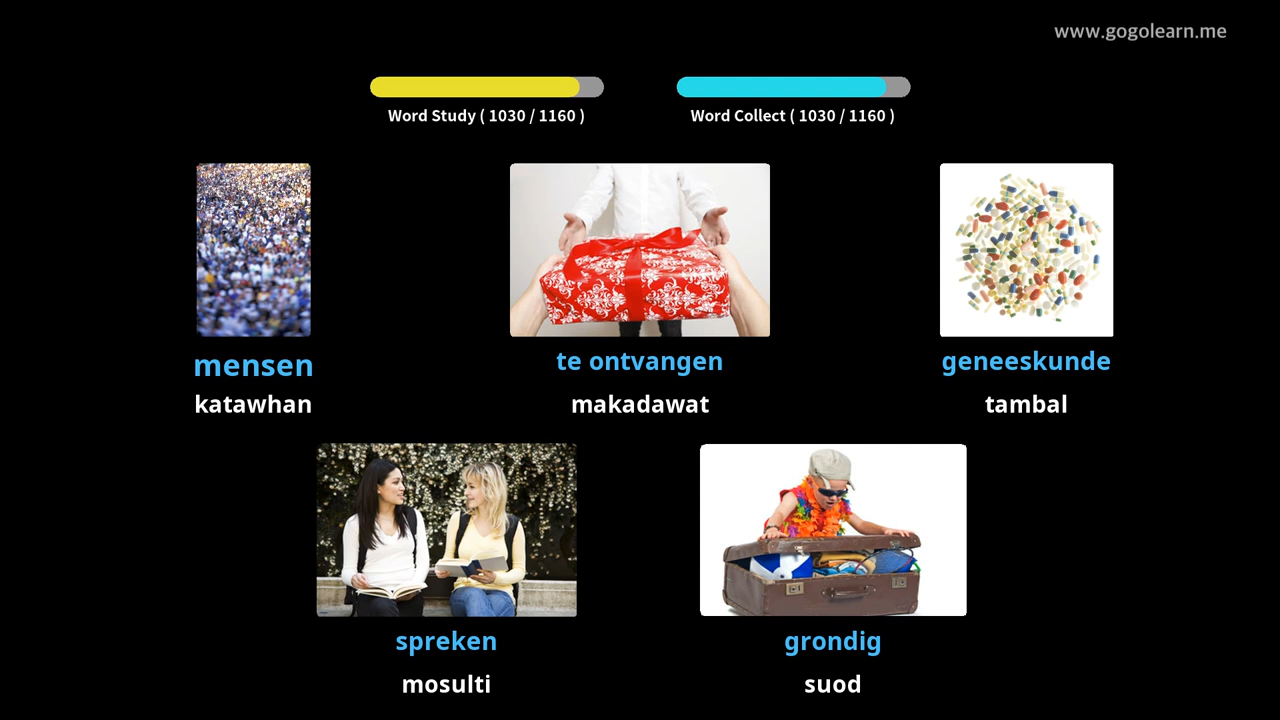 www.gogolearn.me
Word Study ( 1030 / 1160 )
Word Collect ( 1030 / 1160 )
mensen
katawhan
te ontvangen
makadawat
geneeskunde
tambal
spreken
mosulti
grondig
suod